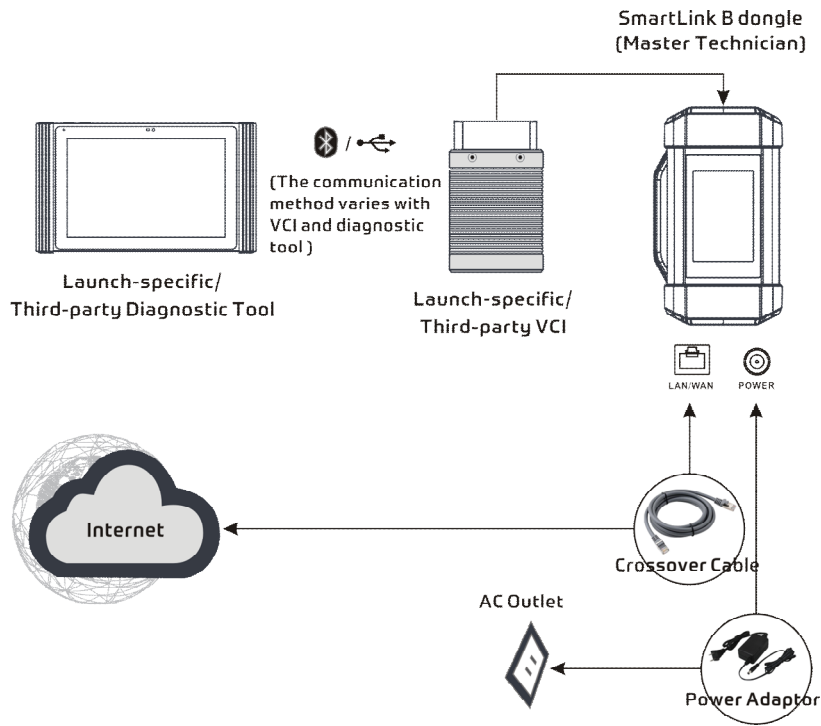 SmartLink B dongle
(Master Technician)
/
(The communication
method varies with
VCI and diagnostic
tool )
Launch-specific/
Third-party Diagnostic Tool
Launch-specific/
Third-party VCI
LAN/WAN
POWER
Internet
Crossover Cable
AC Outlet
Power Adaptor